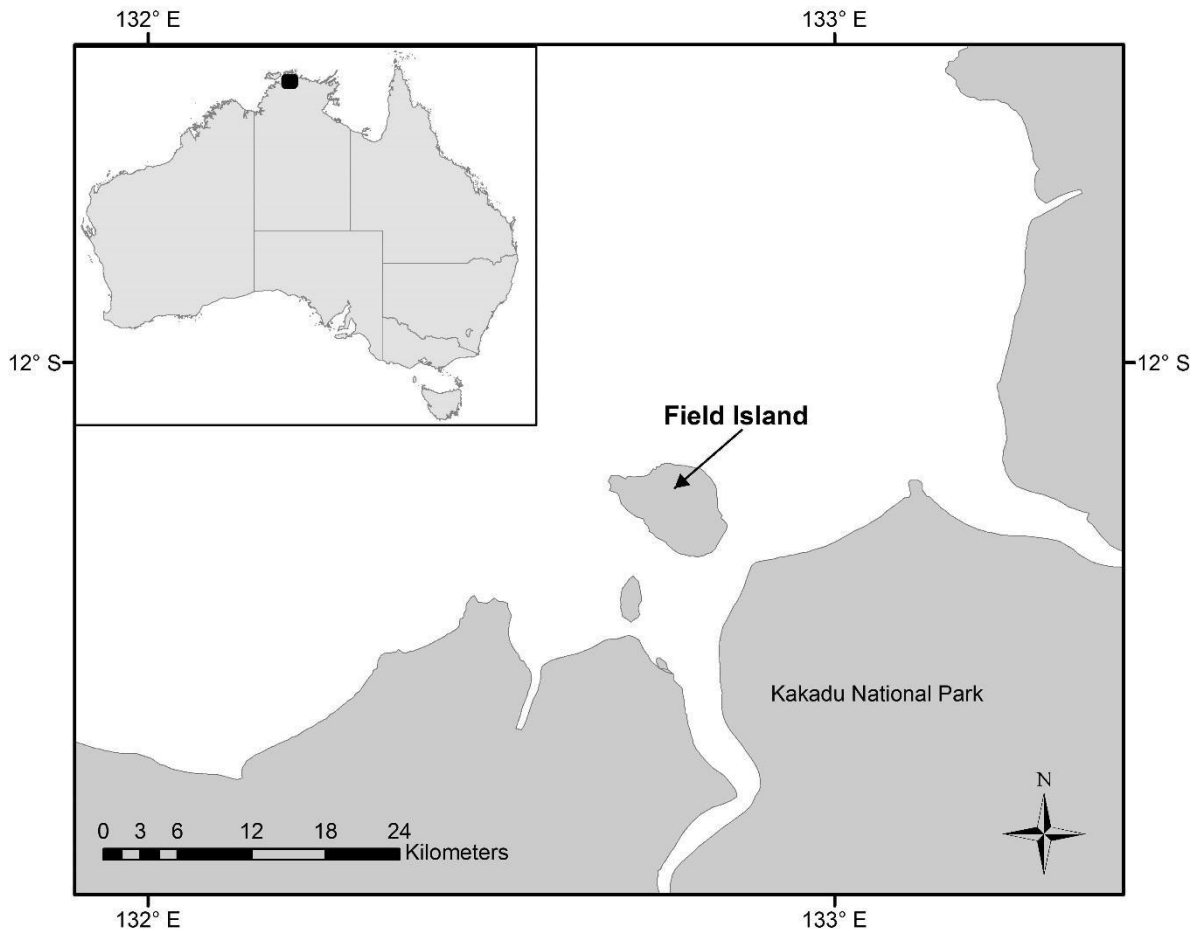 132° E
133° E
12° S
12° S
Field Island
Kakadu National Park
N
0 3 6 12 18 24
Kilometers
132° E
133° E